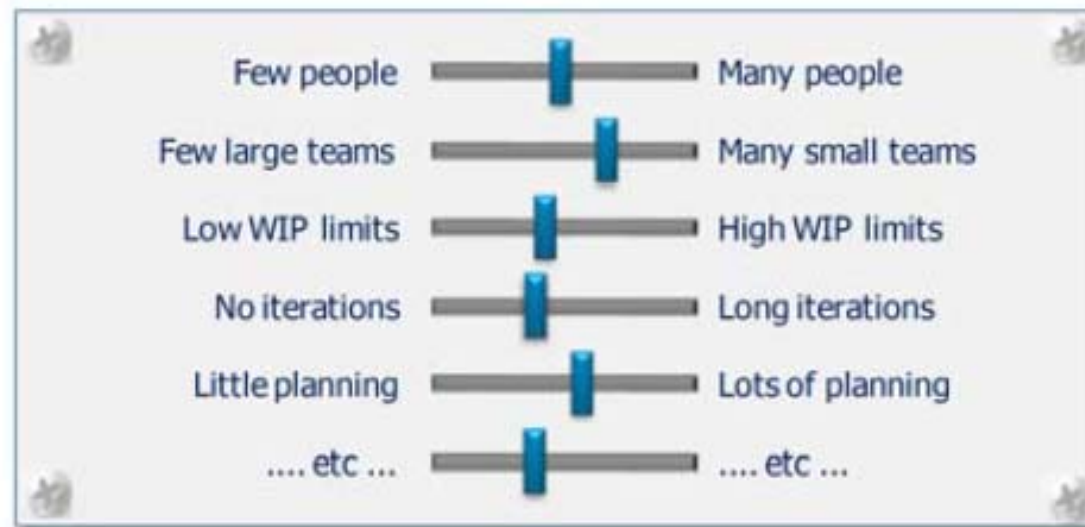 Few people Many people
Few large teams Many small teams
Low WIP limits High WIP limits
No iterations Long iterations
Little planning Lots of planning
.... etc ... .... etc ...